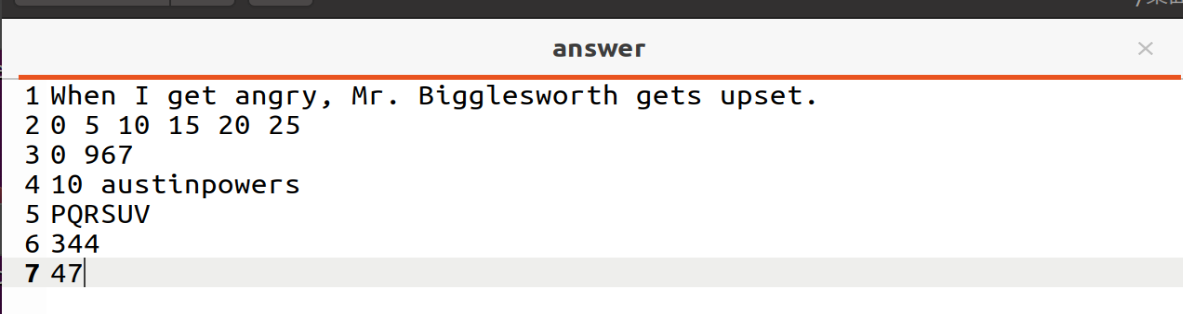 answer
1 When I get angry, Mr. Bigglesworth gets upset.
2 0 5 10 15 20 25
3 0 967
4 10 austinpowers
5 PQRSUV
6 344
7 47